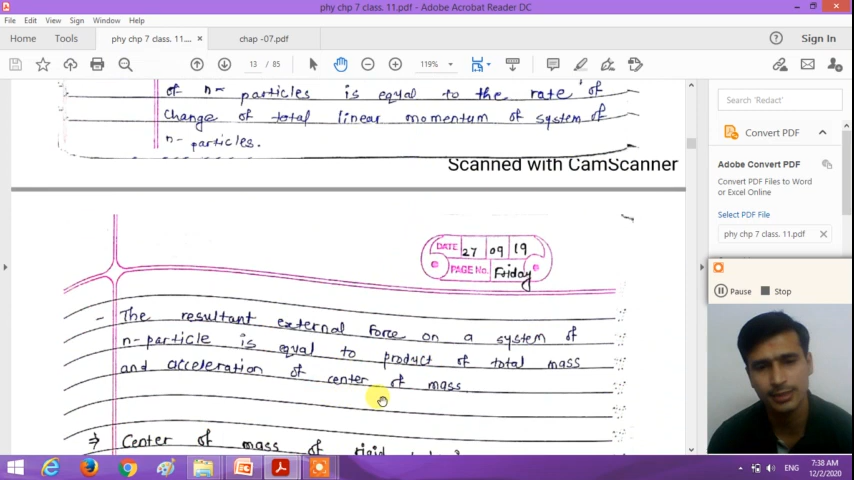 phy chp 7 class. 11.pdf - Adobe Acrobat Reader DC
File Edit View Sign Window Help
Home Tools phy chp 7 class. 11.... × chap -07.pdf Sign In
13 / 85 119%
of n- particles is equal to the rate of
change of total linear momentum of system of
n- particles.
Scanned with CamScanner
DATE 27 09 19
PAGE No. Friday
- The resultant external force on a system of
n-particle is equal to product of total mass
and acceleration of center of mass
⇒ Center of mass of rigid
Search 'Redact'
Convert PDF
Adobe Convert PDF
Convert PDF Files to Word
or Excel Online
Select PDF File
phy chp 7 class. 11.pdf
Pause Stop
ENG
7:38 AM
12/2/2020